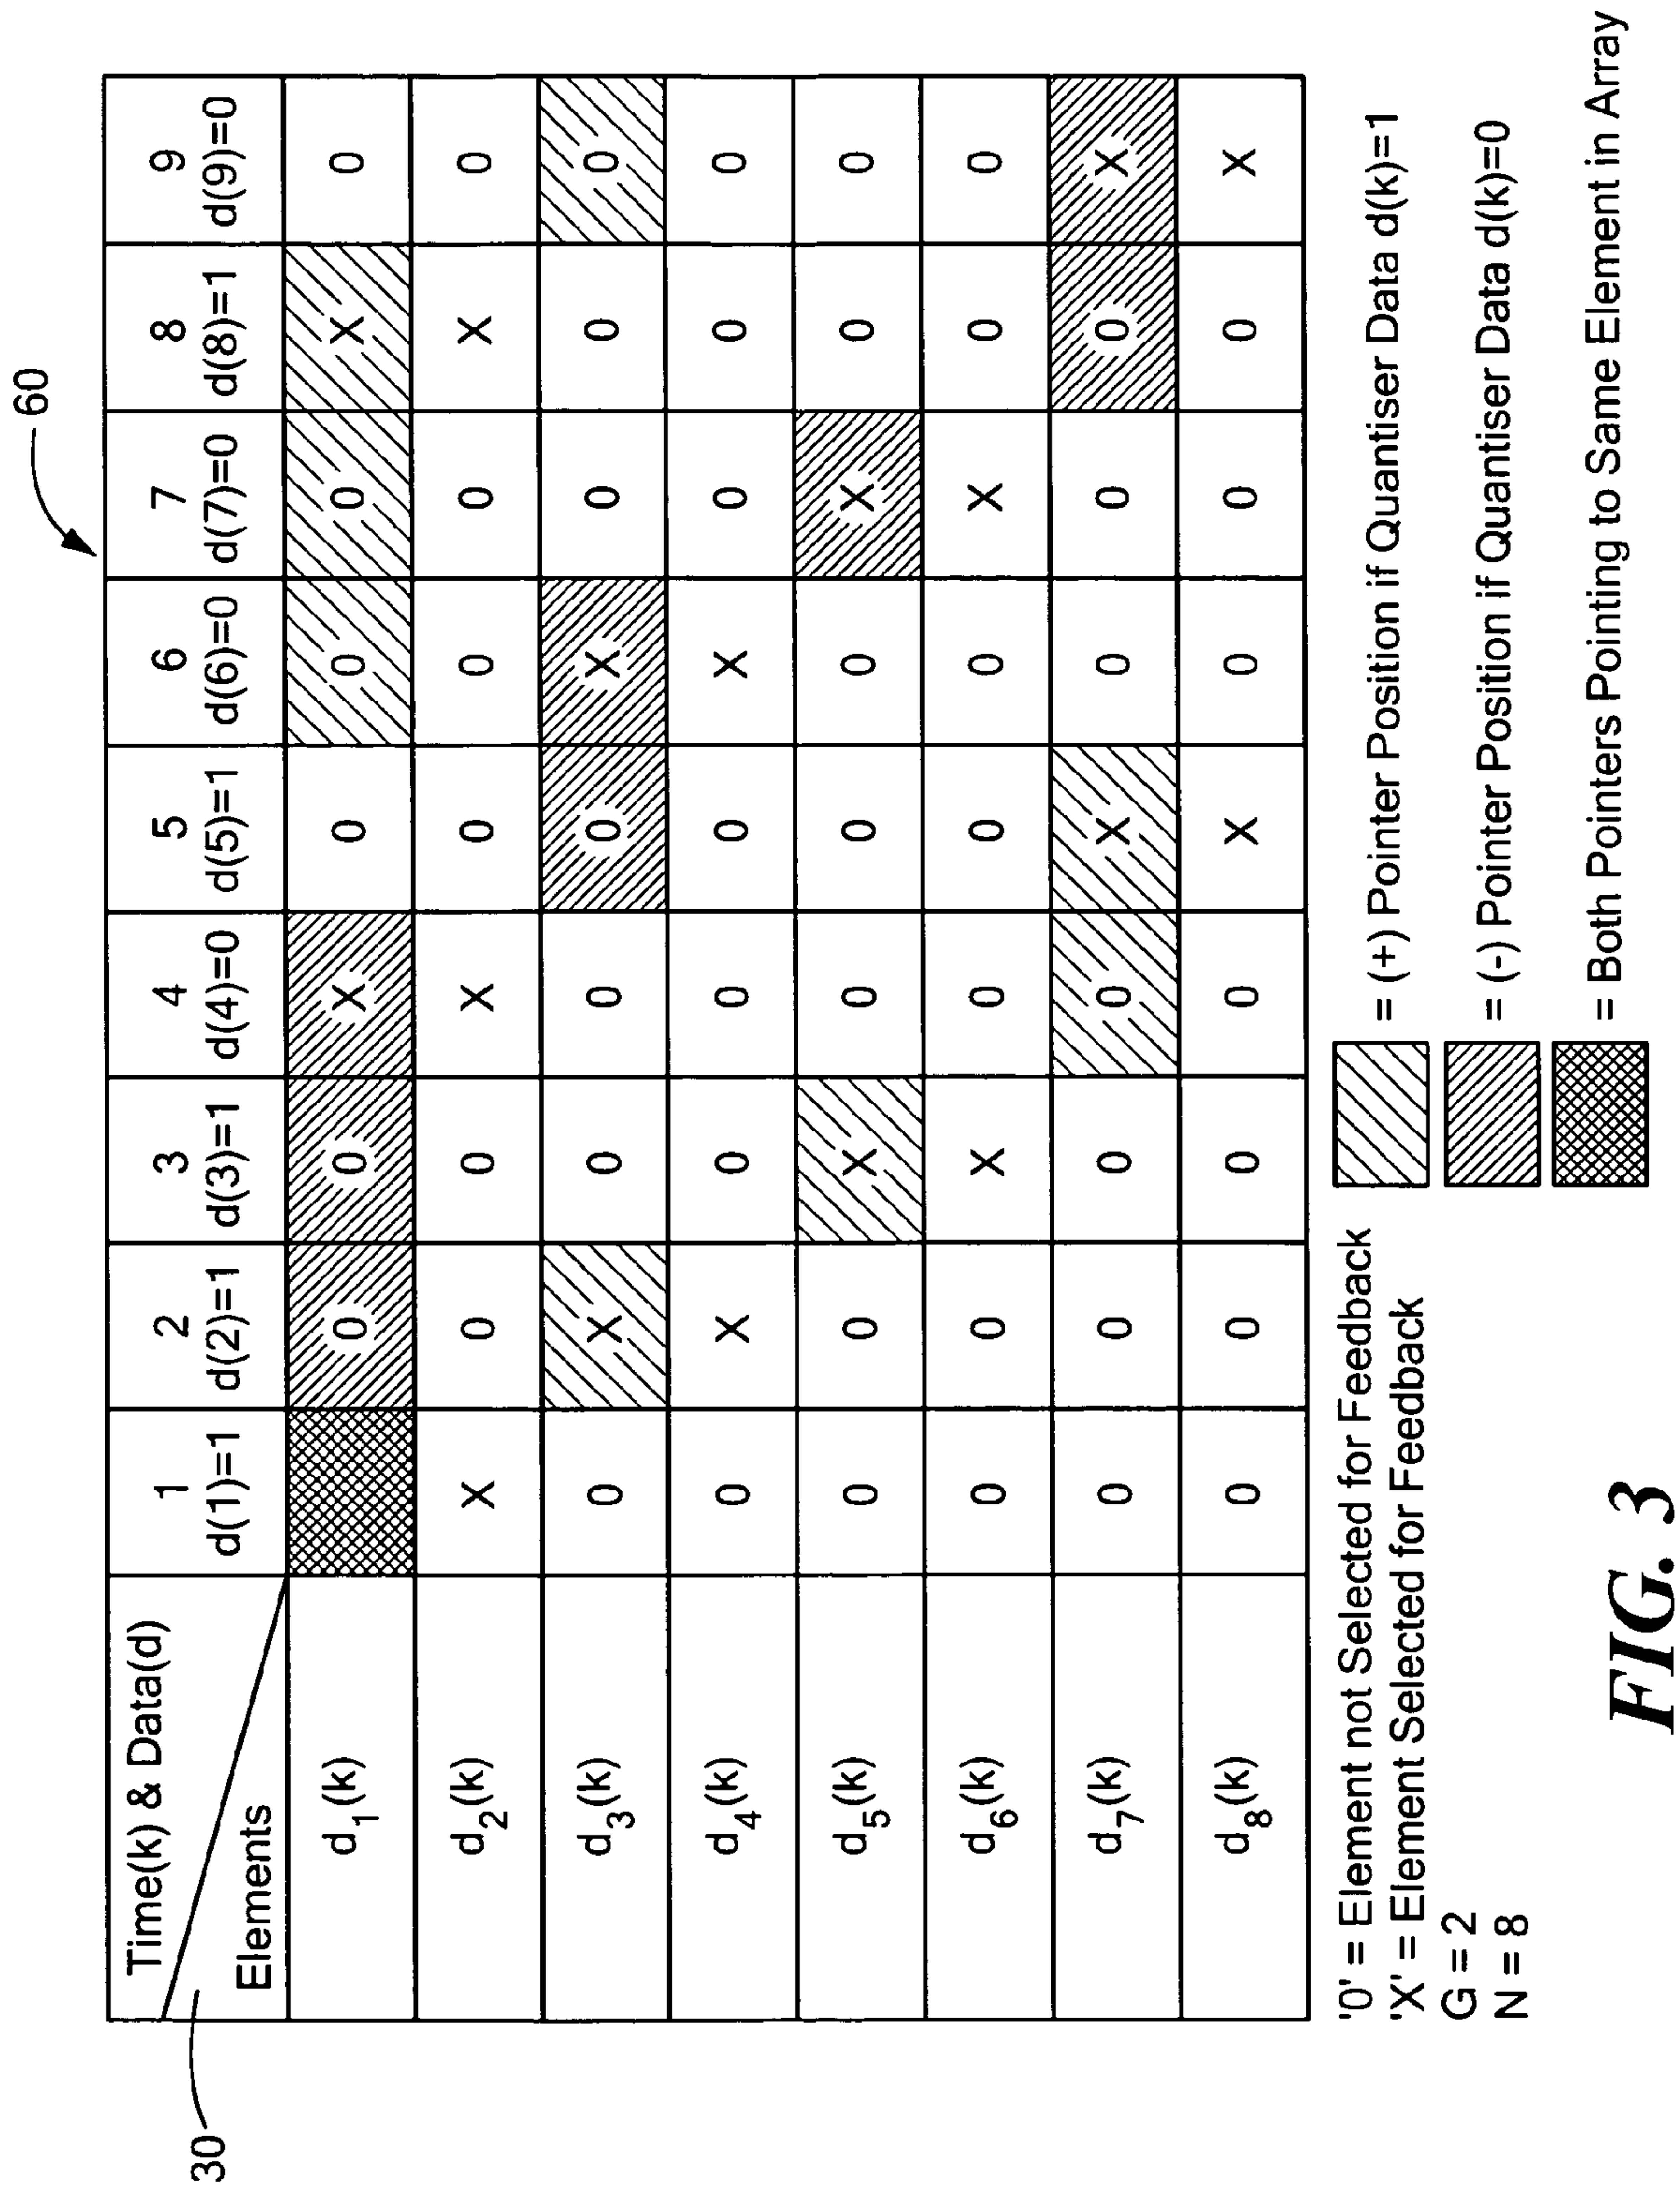 60
30
Time(k) & Data(d) 1 2 3 4 5 6 7 8 9
Elements d(1)=1 d(2)=1 d(3)=1 d(4)=0 d(5)=1 d(6)=0 d(7)=0 d(8)=1 d(9)=0
d1(k) 0 0 X 0 0 0 X 0
d2(k) X 0 0 X 0 0 0 X 0
d3(k) 0 X 0 0 0 X 0 0 0
d4(k) 0 X 0 0 0 X 0 0 0
d5(k) 0 0 X 0 0 0 X 0 0
d6(k) 0 0 X 0 0 0 X 0 0
d7(k) 0 0 0 0 X 0 0 0 X
d8(k) 0 0 0 0 X 0 0 0 X
'0' = Element not Selected for Feedback
'X' = Element Selected for Feedback
G = 2
N = 8
= (+) Pointer Position if Quantiser Data d(k)=1
= (-) Pointer Position if Quantiser Data d(k)=0
= Both Pointers Pointing to Same Element in Array
FIG. 3